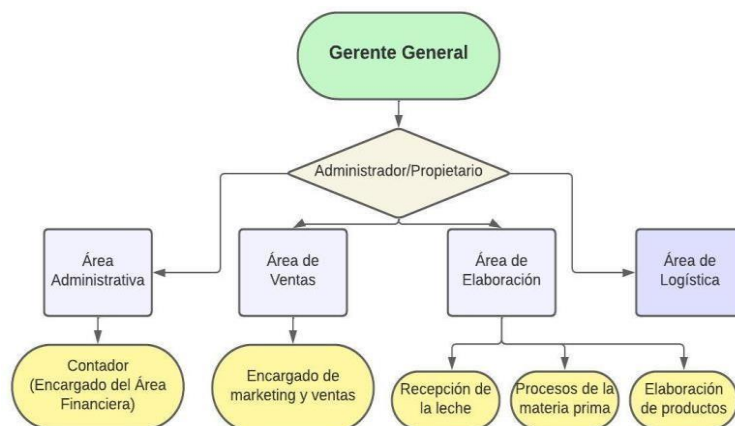 Gerente General
Administrador/Propietario
Área
Administrativa
Área de
Ventas
Área de
Elaboración
Área de
Logística
Contador
(Encargado del Área
Financiera)
Encargado de
marketing y ventas
Recepción de
la leche
Procesos de la
materia prima
Elaboración
de productos